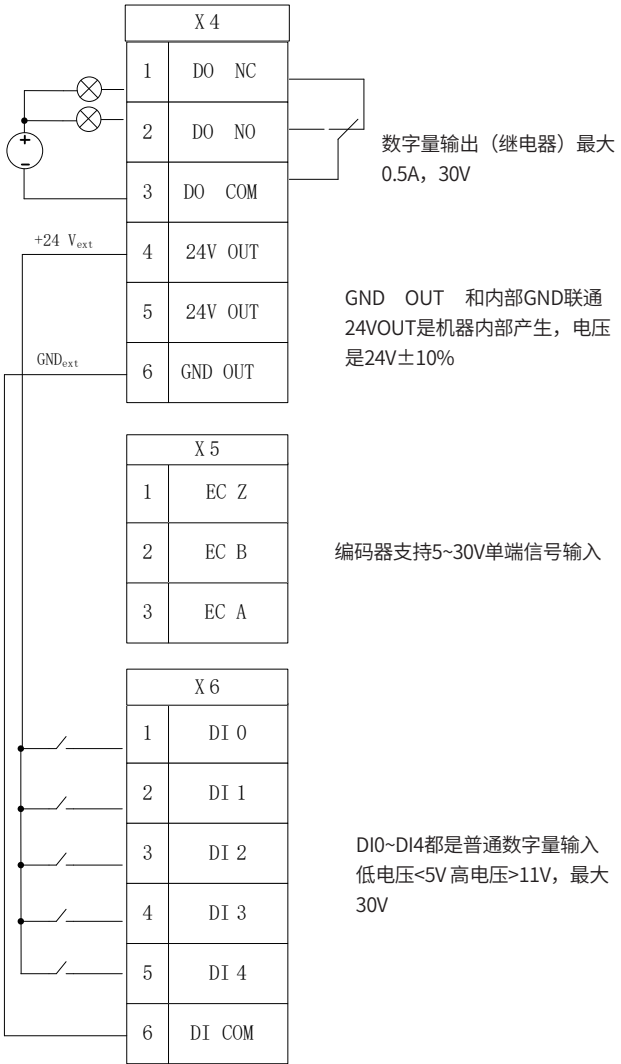 X4
1 DO NC
2 DO NO
3 DO COM
4 24V OUT
5 24V OUT
6 GND OUT
+
−
+24 Vext
GNDext
数字量输出（继电器）最大
0.5A，30V
GND OUT 和内部GND联通
24VOUT是机器内部产生，电压
是24V±10%
X5
1 EC Z
2 EC B
3 EC A
编码器支持5~30V单端信号输入
X6
1 DI 0
2 DI 1
3 DI 2
4 DI 3
5 DI 4
6 DI COM
DI0~DI4都是普通数字量输入
低电压<5V 高电压>11V，最大
30V